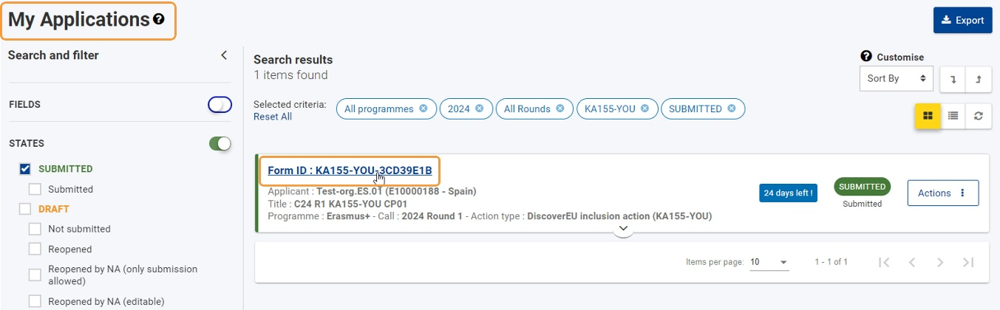 My Applications
Export
Search and filter
FIELDS
STATES
SUBMITTED
Submitted
DRAFT
Not submitted
Reopened
Reopened by NA (only submission
allowed)
Reopened by NA (editable)
Search results
1 items found
Customise
Sort By
Selected criteria:
Reset All
All programmes
2024
All Rounds
KA155-YOU
SUBMITTED
Form ID : KA155-YOU-3CD39E1B
Applicant : Test-org.ES.01 (E10000188 - Spain)
Title : C24 R1 KA155-YOU CP01
Programme : Erasmus+ - Call : 2024 Round 1 - Action type : DiscoverEU inclusion action (KA155-YOU)
24 days left !
SUBMITTED
Submitted
Actions
Items per page: 10
1 - 1 of 1